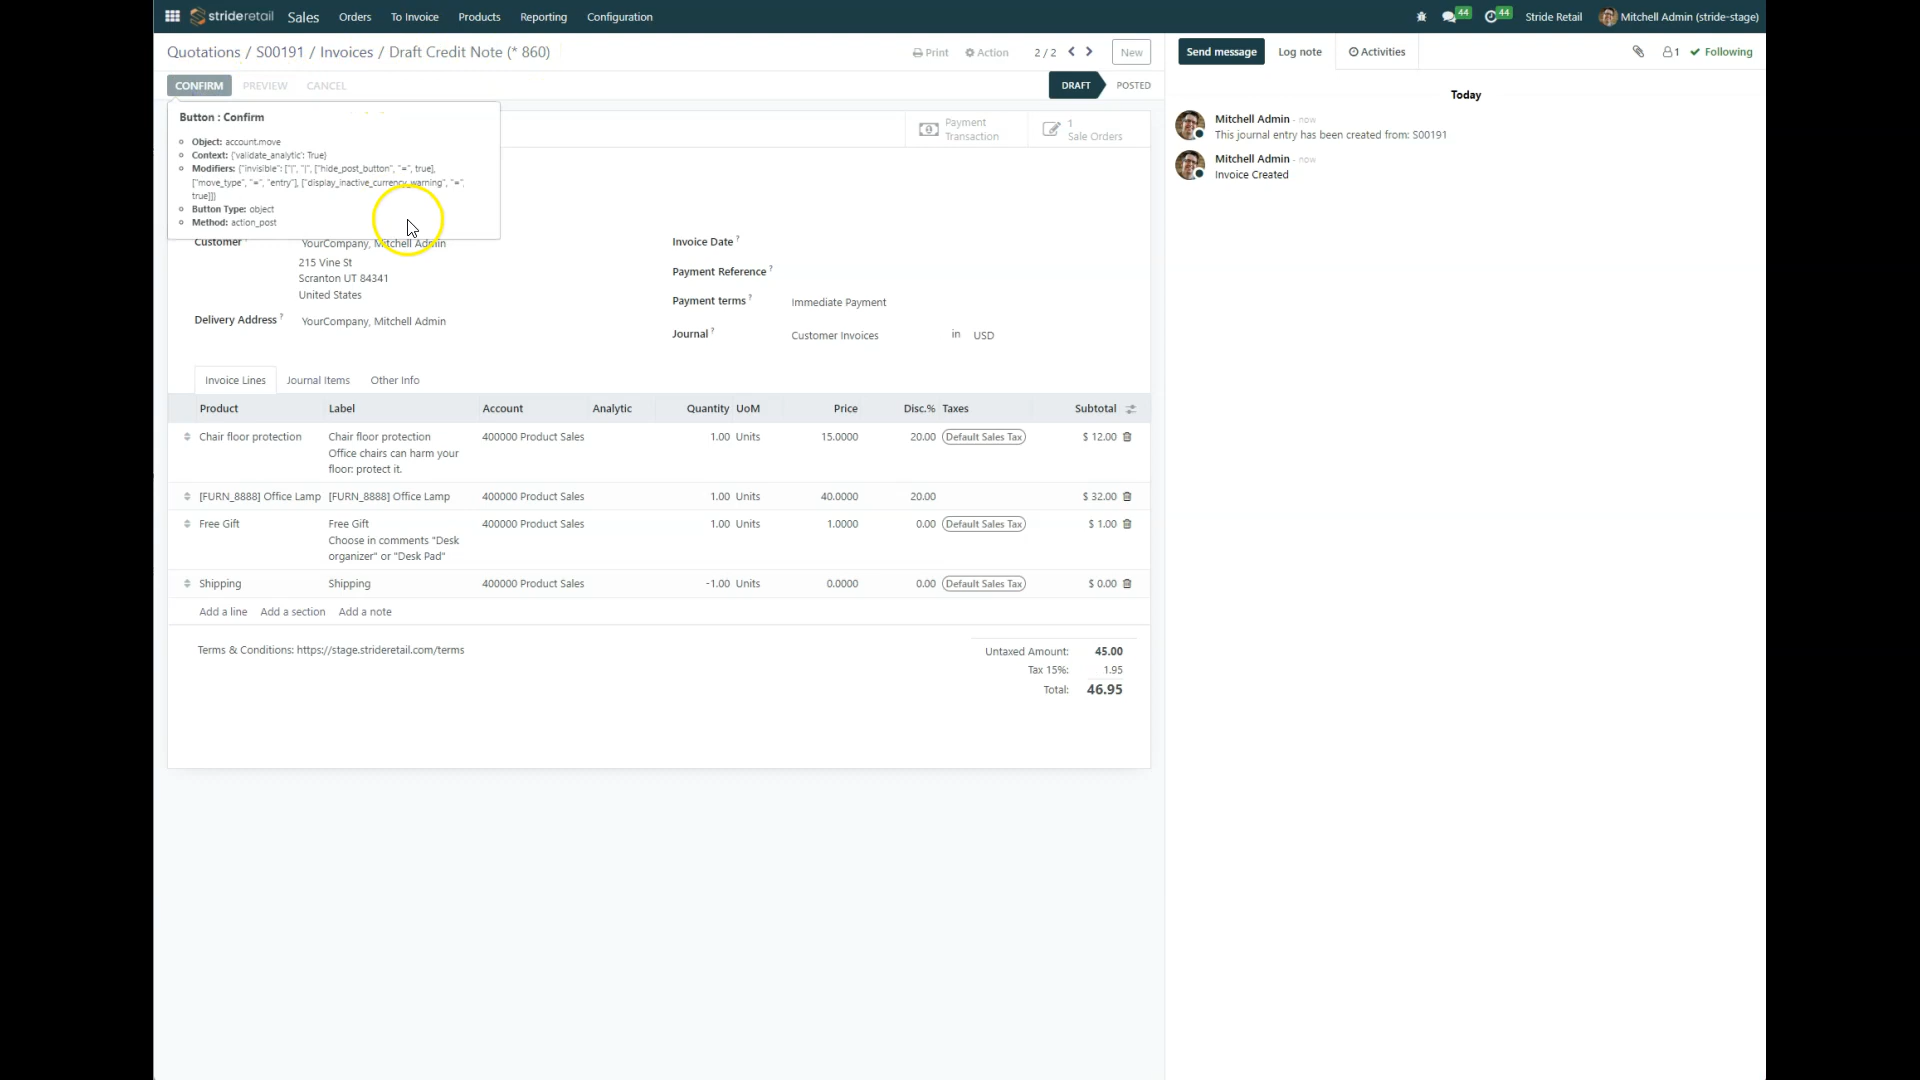 strideretail Sales Orders To Invoice Products Reporting Configuration 44 44 Stride Retail Mitchell Admin (stride-stage)
Quotations / S00191 / Invoices / Draft Credit Note (* 860) Print Action 2 / 2 New
CONFIRM PREVIEW CANCEL DRAFT POSTED
Button : Confirm
Object: account.move
Context: {'validate_analytic': True}
Modifiers: {"invisible": ["|", "|", ["hide_post_button", "=", true],
["move_type", "=", "entry"], ["display_inactive_currency_warning", "=",
true]]}
Button Type: object
Method: action_post
Payment
Transaction
1
Sale Orders
Customer ? YourCompany, Mitchell Admin
215 Vine St
Scranton UT 84341
United States
Delivery Address ? YourCompany, Mitchell Admin
Invoice Date ?
Payment Reference ?
Payment terms ? Immediate Payment
Journal ? Customer Invoices in USD
Invoice Lines Journal Items Other Info
Product Label Account Analytic Quantity UoM Price Disc.% Taxes Subtotal
Chair floor protection Chair floor protection 400000 Product Sales 1.00 Units 15.0000 20.00 Default Sales Tax $ 12.00
Office chairs can harm your
floor: protect it.
[FURN_8888] Office Lamp [FURN_8888] Office Lamp 400000 Product Sales 1.00 Units 40.0000 20.00 $ 32.00
Free Gift Free Gift 400000 Product Sales 1.00 Units 1.0000 0.00 Default Sales Tax $ 1.00
Choose in comments "Desk
organizer" or "Desk Pad"
Shipping Shipping 400000 Product Sales -1.00 Units 0.0000 0.00 Default Sales Tax $ 0.00
Add a line Add a section Add a note
Terms & Conditions: https://stage.strideretail.com/terms
Untaxed Amount: 45.00
Tax 15%: 1.95
Total: 46.95
Send message Log note Activities 1 Following
Today
Mitchell Admin - now
This journal entry has been created from: S00191
Mitchell Admin - now
Invoice Created